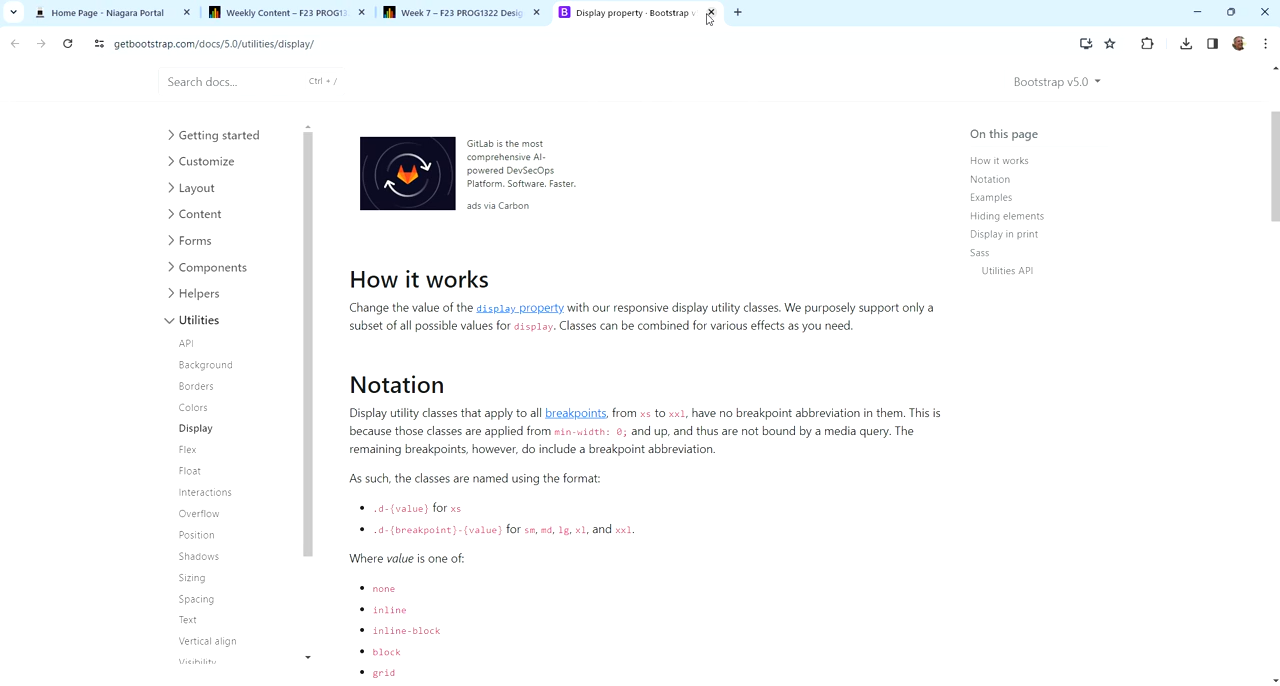 Home Page - Niagara Portal
Weekly Content – F23 PROG13
Week 7 – F23 PROG1322 Desig
Display property · Bootstrap v
getbootstrap.com/docs/5.0/utilities/display/
Search docs...
Ctrl + /
Bootstrap v5.0
Getting started
Customize
Layout
Content
Forms
Components
Helpers
Utilities
API
Background
Borders
Colors
Display
Flex
Float
Interactions
Overflow
Position
Shadows
Sizing
Spacing
Text
Vertical align
Visibility
GitLab is the most
comprehensive AI-
powered DevSecOps
Platform. Software. Faster.
ads via Carbon
How it works
Change the value of the display property with our responsive display utility classes. We purposely support only a
subset of all possible values for display. Classes can be combined for various effects as you need.
Notation
Display utility classes that apply to all breakpoints, from xs to xxl, have no breakpoint abbreviation in them. This is
because those classes are applied from min-width: 0; and up, and thus are not bound by a media query. The
remaining breakpoints, however, do include a breakpoint abbreviation.
As such, the classes are named using the format:
.d-{value} for xs
.d-{breakpoint}-{value} for sm, md, lg, xl, and xxl.
Where value is one of:
none
inline
inline-block
block
grid
On this page
How it works
Notation
Examples
Hiding elements
Display in print
Sass
Utilities API